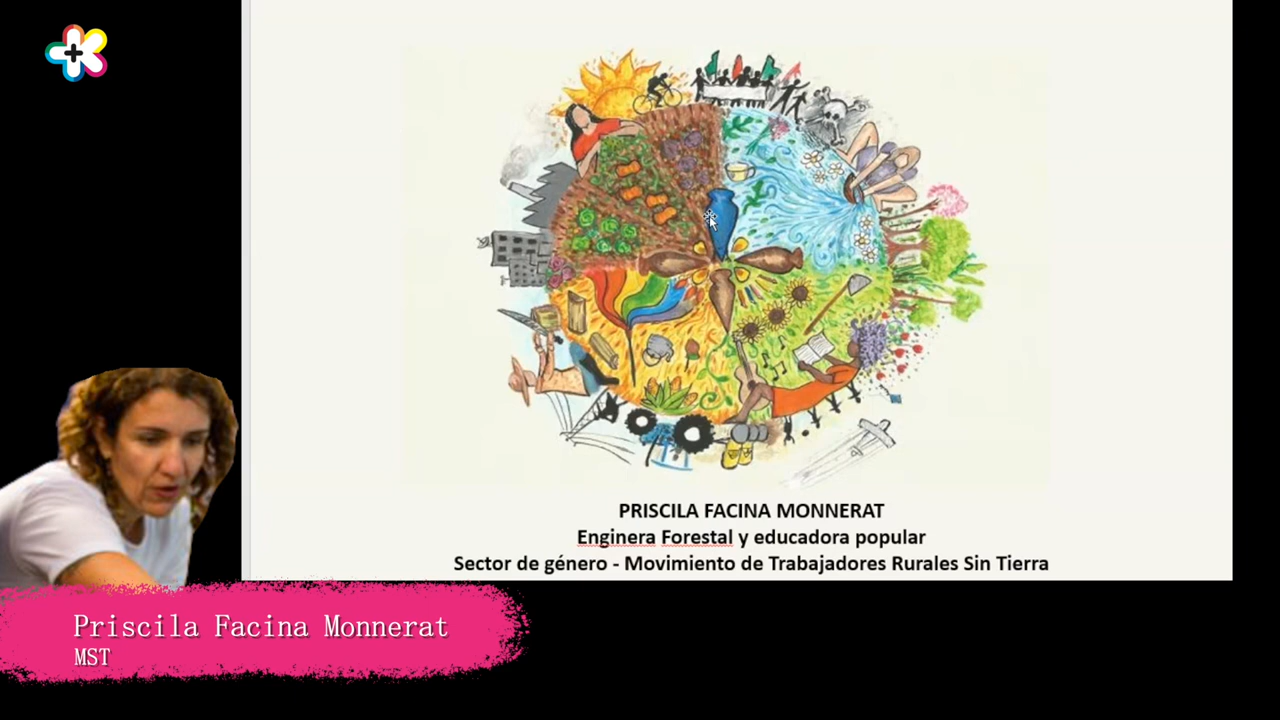 PRISCILA FACINA MONNERAT
Enginera Forestal y educadora popular
Sector de género - Movimiento de Trabajadores Rurales Sin Tierra
Priscila Facina Monnerat
MST